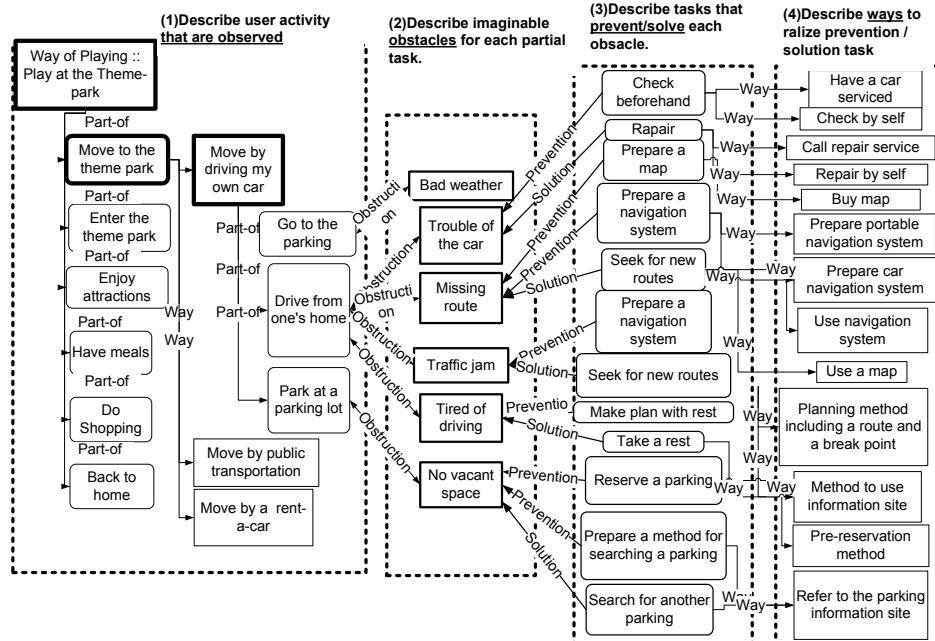 (1)Describe user activity
that are observed
(2)Describe imaginable
obstacles for each partial
task.
(3)Describe tasks that
prevent/solve each
obsacle.
(4)Describe ways to
ralize prevention /
solution task
Way of Playing ::
Play at the Theme-
park
Part-of
Move to the
theme park
Part-of
Enter the
theme park
Part-of
Enjoy
attractions
Part-of
Have meals
Part-of
Do
Shopping
Part-of
Back to
home
Way
Way
Move by
driving my
own car
Part-of
Part-of
Part-of
Go to the
parking
Drive from
one's home
Park at a
parking lot
Move by public
transportation
Move by a rent-
a-car
Obstructi
on
Obstruction
Obstructi
on
Obstruction
Obstruction
Obstruction
Bad weather
Trouble of
the car
Missing
route
Traffic jam
Tired of
driving
No vacant
space
Prevention
Solution
Prevention
Prevention
Solution
Prevention
Solution
Preventio
Solution
Prevention
Prevention
Solution
Check
beforehand
Rapair
Prepare a
map
Prepare a
navigation
system
Seek for new
routes
Prepare a
navigation
system
Seek for new routes
Make plan with rest
Take a rest
Reserve a parking
Prepare a method for
searching a parking
Search for another
parking
Way
Way
Way
Way
Way
Way
Way
Way
Way
Way
Way
Way
Way
Way
Have a car
serviced
Check by self
Call repair service
Repair by self
Buy map
Prepare portable
navigation system
Prepare car
navigation system
Use navigation
system
Use a map
Planning method
including a route and
a break point
Method to use
information site
Pre-reservation
method
Refer to the parking
information site